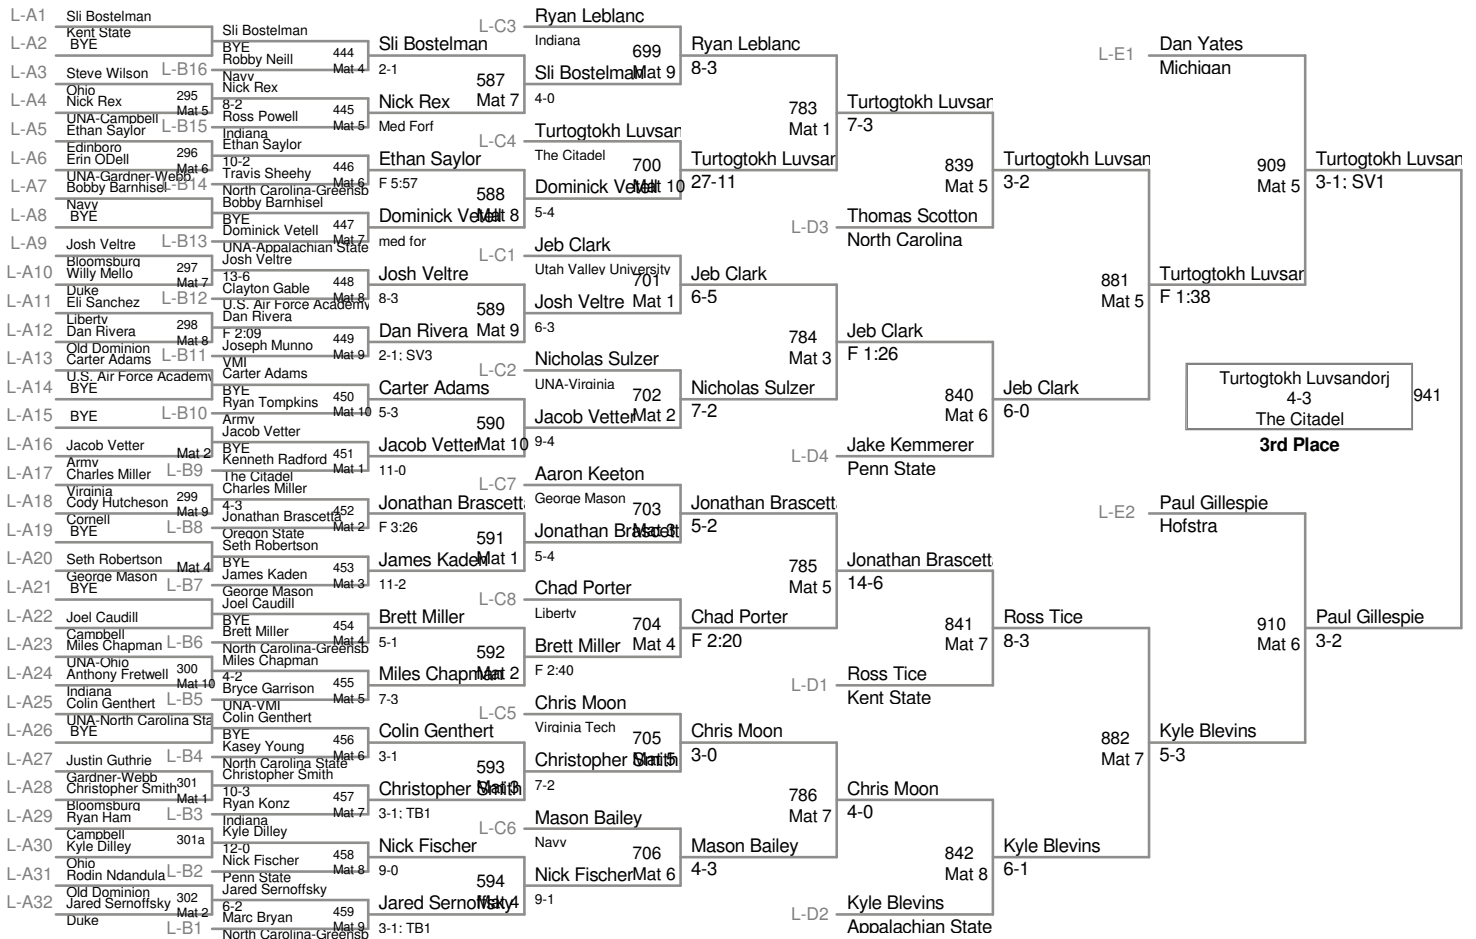 L-A1
Sli Bostelman
Kent State
L-A2
BYE
L-A3
Steve Wilson
Ohio
L-A4
Nick Rex
295
Mat 5
UNA-Campbell
L-A5
Ethan Saylor
Edinboro
L-A6
Erin ODell
296
Mat 6
UNA-Gardner-Webb
L-A7
Bobby Barnhisel
Navy
L-A8
BYE
L-A9
Josh Veltre
Bloomsburg
L-A10
Willy Mello
297
Mat 7
Duke
L-A11
Eli Sanchez
Liberty
L-A12
Dan Rivera
298
Mat 8
Old Dominion
L-A13
Carter Adams
U.S. Air Force Academy
L-A14
BYE
L-A15
BYE
L-A16
Jacob Vetter
Mat 2
Army
L-A17
Charles Miller
Virginia
L-A18
Cody Hutcheson
299
Mat 9
Cornell
L-A19
BYE
L-A20
Seth Robertson
Mat 4
George Mason
L-A21
BYE
L-A22
Joel Caudill
Campbell
L-A23
Miles Chapman
UNA-Ohio
L-A24
Anthony Fretwell
300
Mat 10
Indiana
L-A25
Colin Genthert
UNA-North Carolina Sta
L-A26
BYE
L-A27
Justin Guthrie
Gardner-Webb
L-A28
Christopher Smith
301
Mat 1
Bloomsburg
L-A29
Ryan Ham
Campbell
L-A30
Kyle Dilley
301a
Ohio
L-A31
Rodin Ndandula
Old Dominion
L-A32
Jared Sernoffsky
302
Mat 2
Duke
Sli Bostelman
BYE
Robby Neill
444
Mat 4
L-B16
Navy
Nick Rex
8-2
Ross Powell
445
Mat 5
L-B15
Indiana
Ethan Saylor
10-2
Travis Sheehy
446
Mat 6
L-B14
North Carolina-Greensb
Bobby Barnhisel
BYE
Dominick Vetell
447
Mat 7
L-B13
UNA-Appalachian State
Josh Veltre
13-6
Clayton Gable
448
Mat 8
L-B12
U.S. Air Force Academy
Dan Rivera
F 2:09
Joseph Munno
449
Mat 9
L-B11
VMI
Carter Adams
BYE
Ryan Tompkins
450
Mat 10
L-B10
Army
Jacob Vetter
BYE
Kenneth Radford
451
Mat 1
L-B9
The Citadel
Charles Miller
4-3
Jonathan Brascetta
452
Mat 2
L-B8
Oregon State
Seth Robertson
BYE
James Kaden
453
Mat 3
L-B7
George Mason
Joel Caudill
BYE
Brett Miller
454
Mat 4
L-B6
North Carolina-Greensb
Miles Chapman
4-2
Bryce Garrison
455
Mat 5
L-B5
UNA-VMI
Colin Genthert
BYE
Kasey Young
456
Mat 6
L-B4
North Carolina State
Christopher Smith
10-3
Ryan Konz
457
Mat 7
L-B3
Indiana
Kyle Dilley
12-0
Nick Fischer
458
Mat 8
L-B2
Penn State
Jared Sernoffsky
6-2
Marc Bryan
459
Mat 9
L-B1
North Carolina-Greensb
Sli Bostelman
2-1
587
Mat 7
Nick Rex
Med Forf
Ethan Saylor
F 5:57
588
Mat 8
Dominick Vetell
med for
Josh Veltre
8-3
589
Mat 9
Dan Rivera
2-1; SV3
Carter Adams
5-3
590
Mat 10
Jacob Vetter
11-0
Jonathan Brascetta
F 3:26
591
Mat 1
James Kaden
11-2
Brett Miller
5-1
592
Mat 2
Miles Chapman
7-3
Colin Genthert
3-1
593
Mat 3
Christopher Smith
3-1; TB1
Nick Fischer
9-0
594
Mat 4
Jared Sernoffsky
3-1; TB1
L-C3
Ryan Leblanc
Indiana
699
Mat 9
Sli Bostelman
4-0
L-C4
Turtogtokh Luvsan
The Citadel
700
Mat 10
Dominick Vetell
5-4
L-C1
Jeb Clark
Utah Valley University
701
Mat 1
Josh Veltre
6-3
L-C2
Nicholas Sulzer
UNA-Virginia
702
Mat 2
Jacob Vetter
9-4
L-C7
Aaron Keeton
George Mason
703
Mat 3
Jonathan Brascett
5-4
L-C8
Chad Porter
Liberty
704
Mat 4
Brett Miller
F 2:40
L-C5
Chris Moon
Virginia Tech
705
Mat 5
Christopher Smith
7-2
L-C6
Mason Bailey
Navy
706
Mat 6
Nick Fischer
9-1
Ryan Leblanc
8-3
783
Mat 1
Turtogtokh Luvsar
27-11
Jeb Clark
6-5
784
Mat 3
Nicholas Sulzer
7-2
Jonathan Brascetta
5-2
785
Mat 5
Chad Porter
F 2:20
Chris Moon
3-0
786
Mat 7
Mason Bailey
4-3
Turtogtokh Luvsar
7-3
839
Mat 5
L-D3
Thomas Scotton
North Carolina
Jeb Clark
F 1:26
840
Mat 6
L-D4
Jake Kemmerer
Penn State
Jonathan Brascett
14-6
841
Mat 7
L-D1
Ross Tice
Kent State
Chris Moon
4-0
842
Mat 8
L-D2
Kyle Blevins
Appalachian State
Turtogtokh Luvsan
3-2
881
Mat 5
Jeb Clark
6-0
Ross Tice
8-3
882
Mat 7
Kyle Blevins
6-1
L-E1
Dan Yates
Michigan
909
Mat 5
Turtogtokh Luvsar
F 1:38
L-E2
Paul Gillespie
Hofstra
910
Mat 6
Kyle Blevins
5-3
Turtogtokh Luvsan
3-1; SV1
Paul Gillespie
3-2
Turtogtokh Luvsandorj
4-3
The Citadel
941
3rd Place